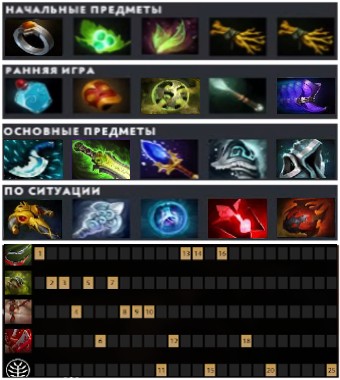 НАЧАЛЬНЫЕ ПРЕДМЕТЫ
РАННЯЯ ИГРА
ОСНОВНЫЕ ПРЕДМЕТЫ
ПО СИТУАЦИИ
1 13 14 16
2 3 5 7
4 8 9 10
6 12 18
11 15 20 25